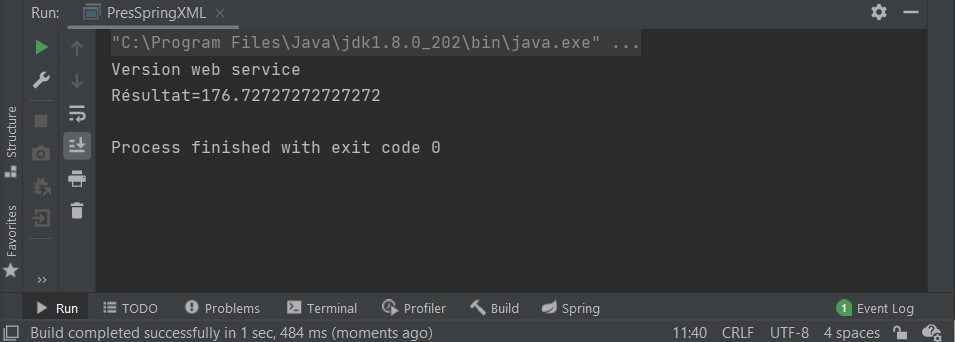 Run: PresSpringXML
"C:\Program Files\Java\jdk1.8.0_202\bin\java.exe" ...
Version web service
Résultat=176.72727272727272
Process finished with exit code 0
Structure
Favorites
Run TODO Problems Terminal Profiler Build Spring 1 Event Log
Build completed successfully in 1 sec, 484 ms (moments ago) 11:40 CRLF UTF-8 4 spaces